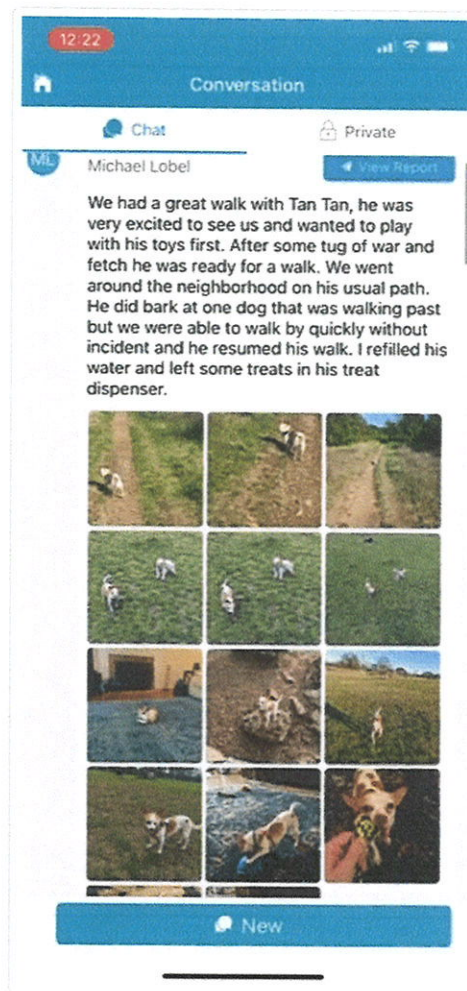 12:22
Conversation
Chat
Private
ML
Michael Lobel
View Report
We had a great walk with Tan Tan, he was
very excited to see us and wanted to play
with his toys first. After some tug of war and
fetch he was ready for a walk. We went
around the neighborhood on his usual path.
He did bark at one dog that was walking past
but we were able to walk by quickly without
incident and he resumed his walk. I refilled his
water and left some treats in his treat
dispenser.
New